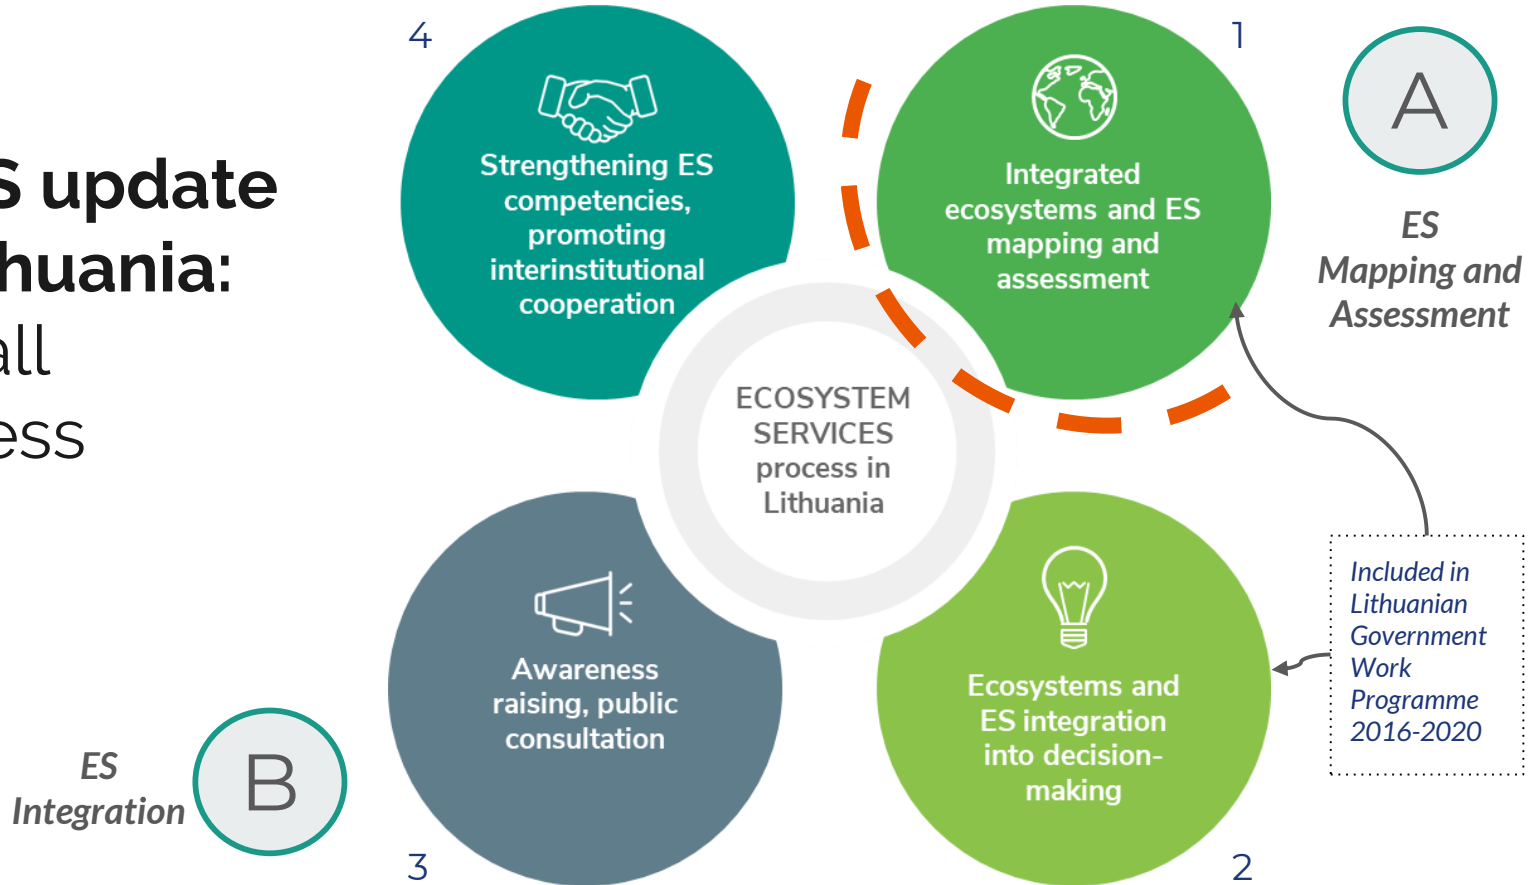 S update
huania:
all
ess
4
Strengthening ES
competencies,
promoting
interinstitutional
cooperation
1
Integrated
ecosystems and ES
mapping and
assessment
A
ES
Mapping and
Assessment
ECOSYSTEM
SERVICES
process in
Lithuania
Included in
Lithuanian
Government
Work
Programme
2016-2020
3
Awareness
raising, public
consultation
B
ES
Integration
2
Ecosystems and
ES integration
into decision-
making